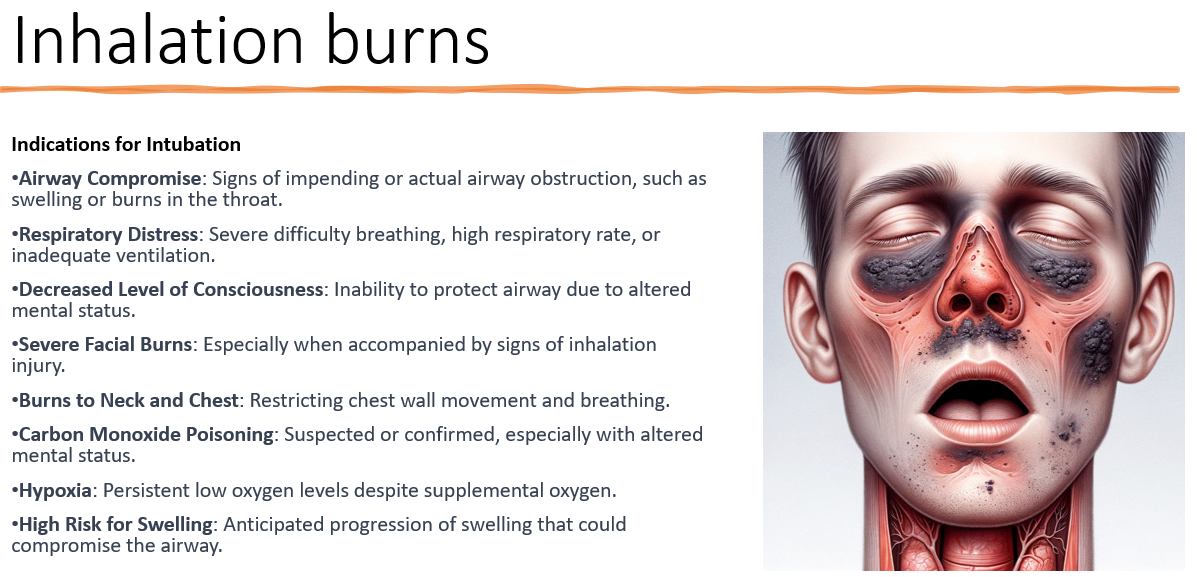 Inhalation burns
Indications for Intubation
•Airway Compromise: Signs of impending or actual airway obstruction, such as
swelling or burns in the throat.
•Respiratory Distress: Severe difficulty breathing, high respiratory rate, or
inadequate ventilation.
•Decreased Level of Consciousness: Inability to protect airway due to altered
mental status.
•Severe Facial Burns: Especially when accompanied by signs of inhalation
injury.
•Burns to Neck and Chest: Restricting chest wall movement and breathing.
•Carbon Monoxide Poisoning: Suspected or confirmed, especially with altered
mental status.
•Hypoxia: Persistent low oxygen levels despite supplemental oxygen.
•High Risk for Swelling: Anticipated progression of swelling that could
compromise the airway.